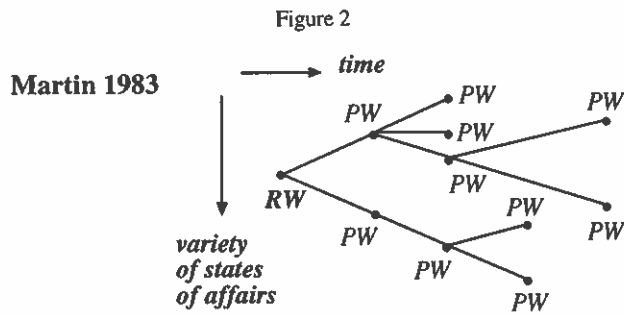 Figure 2
Martin 1983
time
PW
PW
PW
PW
PW
RW
PW
PW
PW
PW
PW
variety
of states
of affairs